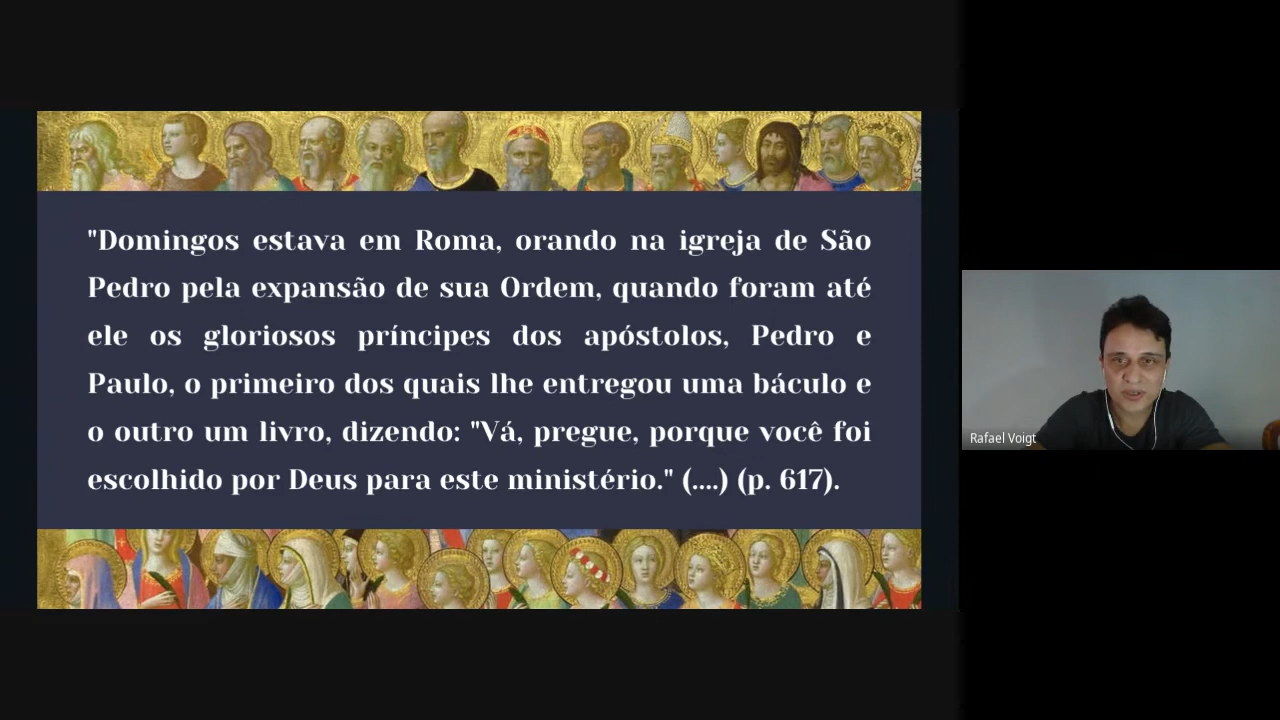 "Domingos estava em Roma, orando na igreja de São
Pedro pela expansão de sua Ordem, quando foram até
ele os gloriosos príncipes dos apóstolos, Pedro e
Paulo, o primeiro dos quais lhe entregou uma báculo e
o outro um livro, dizendo: "Vá, pregue, porque você foi
escolhido por Deus para este ministério." (....) (p. 617).
Rafael Voigt